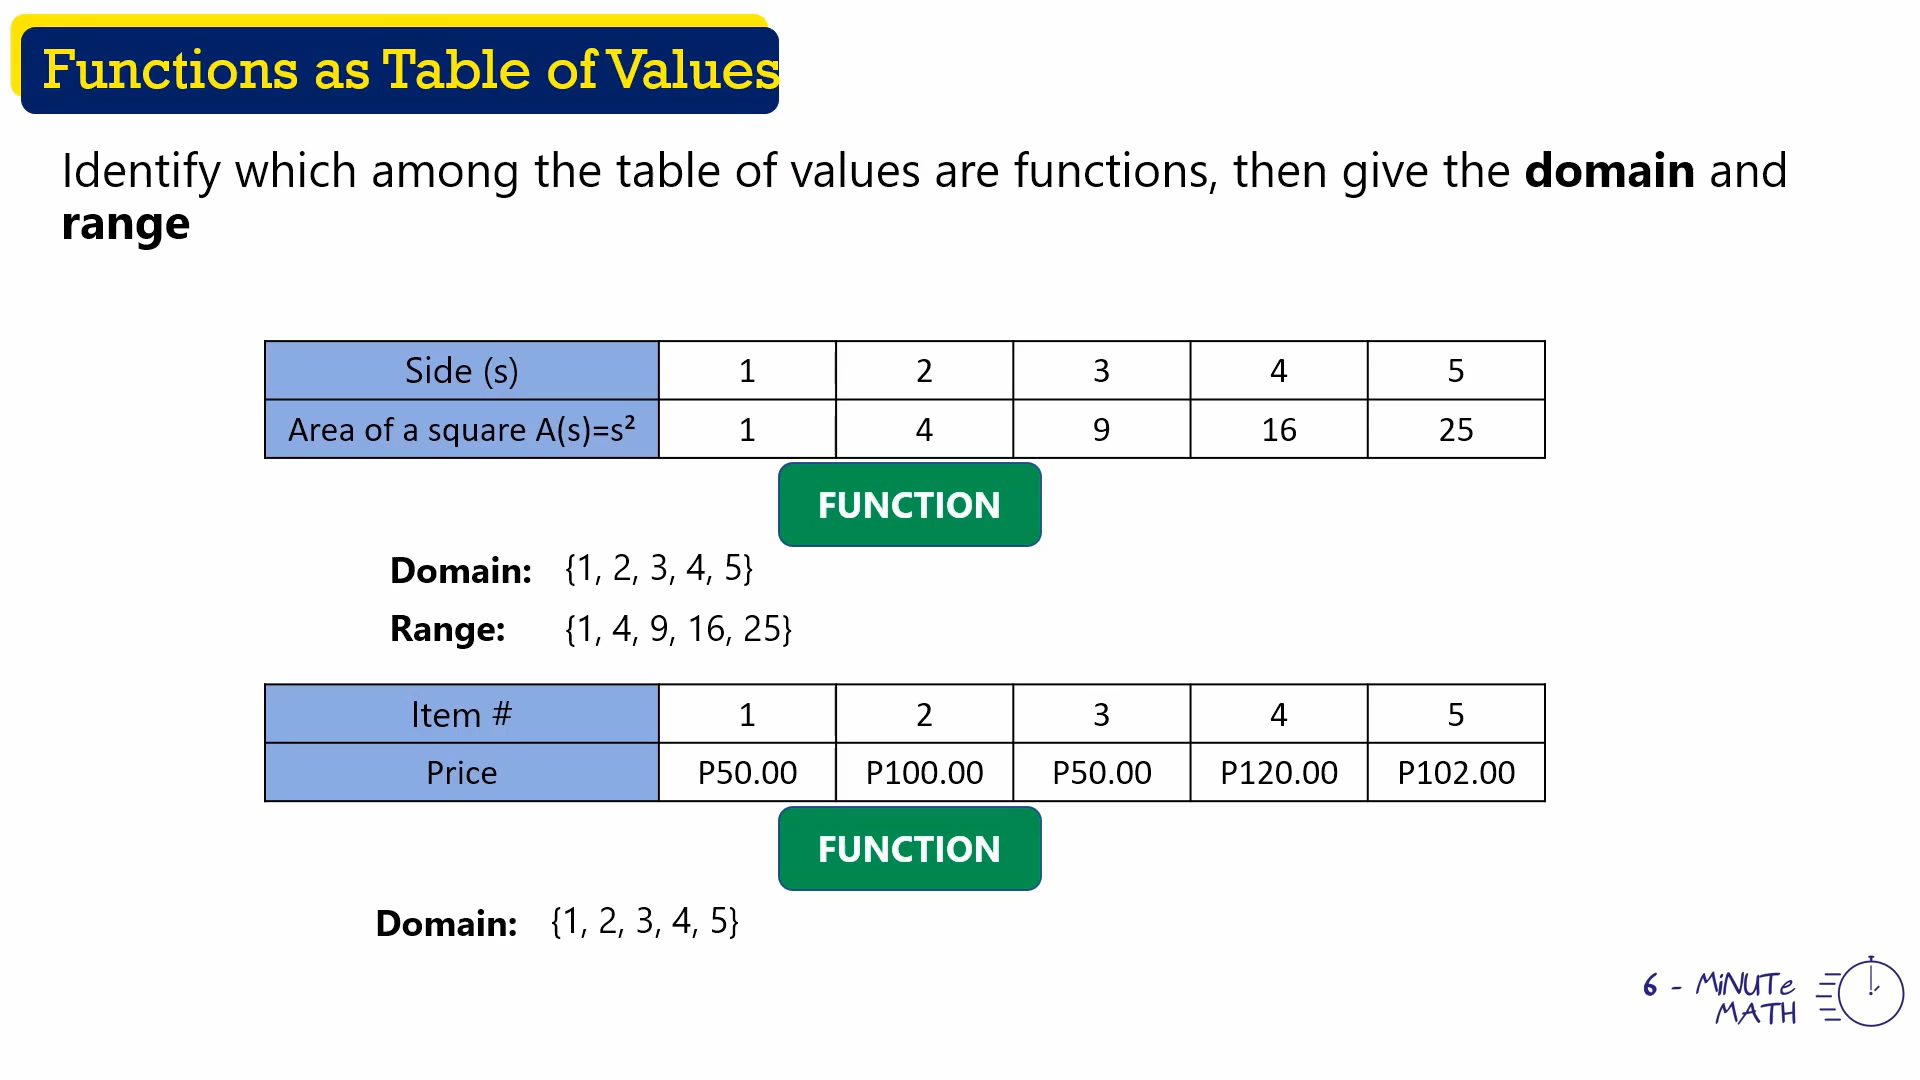 Functions as Table of Values
Identify which among the table of values are functions, then give the domain and
range
Side (s) 1 2 3 4 5
Area of a square A(s)=s² 1 4 9 16 25
FUNCTION
Domain: {1, 2, 3, 4, 5}
Range: {1, 4, 9, 16, 25}
Item # 1 2 3 4 5
Price P50.00 P100.00 P50.00 P120.00 P102.00
FUNCTION
Domain: {1, 2, 3, 4, 5}
6 - MiNUTe
MATH